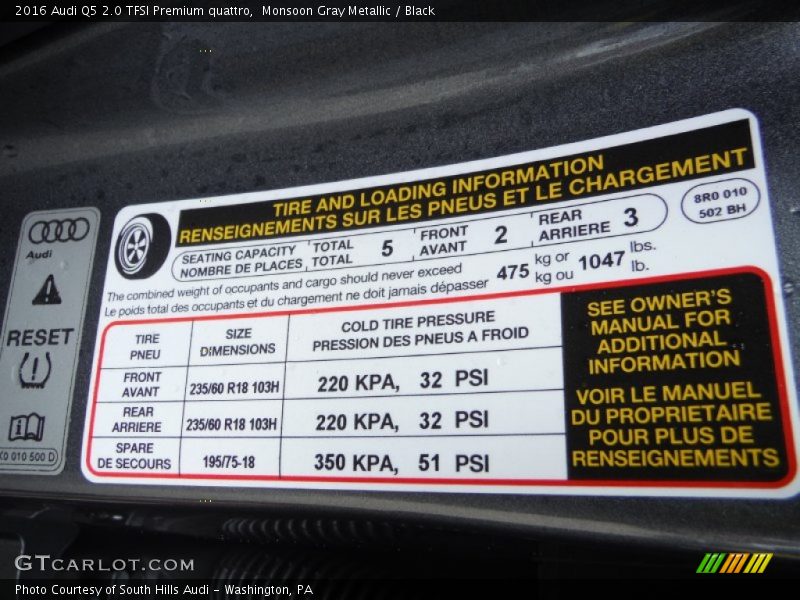 2016 Audi Q5 2.0 TFSI Premium quattro,  Monsoon Gray Metallic / Black
TIRE AND LOADING INFORMATION
RENSEIGNEMENTS SUR LES PNEUS ET LE CHARGEMENT
8R0 010
502 BH
SEATING CAPACITY TOTAL 5 FRONT 2 REAR 3
NOMBRE DE PLACES TOTAL AVANT ARRIERE
The combined weight of occupants and cargo should never exceed 475 kg or 1047 lbs.
Le poids total des occupants et du chargement ne doit jamais dépasser kg ou lb.
TIRE SIZE COLD TIRE PRESSURE
PNEU DIMENSIONS PRESSION DES PNEUS A FROID
FRONT
AVANT 235/60 R18 103H 220 KPA, 32 PSI
REAR
ARRIERE 235/60 R18 103H 220 KPA, 32 PSI
SPARE
DE SECOURS 195/75-18 350 KPA, 51 PSI
SEE OWNER'S
MANUAL FOR
ADDITIONAL
INFORMATION
VOIR LE MANUEL
DU PROPRIETAIRE
POUR PLUS DE
RENSEIGNEMENTS
Audi
RESET
010 500 D
GTCARLOT.COM
Photo Courtesy of South Hills Audi - Washington, PA